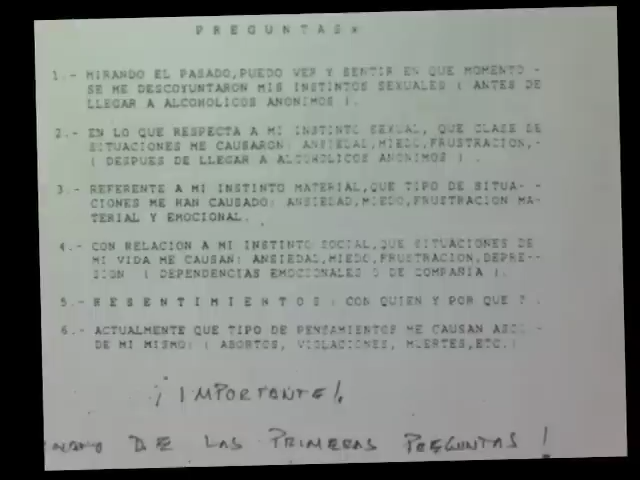 P R E G U N T A S *
1.- MIRANDO EL PASADO,PUEDO VER Y SENTIR EN QUE MOMENTO -
SE ME DESCOYUNTARON MIS INSTINTOS SEXUALES ( ANTES DE
LLEGAR A ALCOHOLICOS ANONIMOS ).
2.- EN LO QUE RESPECTA A MI INSTINTO SEXUAL, QUE CLASE DE
SITUACIONES ME CAUSARON: ANSIEDAD,MIEDO,FRUSTRACION,-
( DESPUES DE LLEGAR A ALCOHOLICOS ANONIMOS ) .
3.- REFERENTE A MI INSTINTO MATERIAL,QUE TIPO DE SITUA- -
CIONES ME HAN CAUSADO: ANSIEDAD,MIEDO,FRUSTRACION MA-
TERIAL Y EMOCIONAL.
4.- CON RELACION A MI INSTINTO SOCIAL,QUE SITUACIONES DE
MI VIDA ME CAUSAN: ANSIEDAD,MIEDO,FRUSTRACION,DEPRE--
SION ( DEPENDENCIAS EMOCIONALES O DE COMPAÑIA ).
5.- R E S E N T I M I E N T O S : CON QUIEN Y POR QUE ? .
6.- ACTUALMENTE QUE TIPO DE PENSAMIENTOS ME CAUSAN ASCO -
DE MI MISMO: ( ABORTOS, VIOLACIONES, MUERTES,ETC.)
¡IMPORTANTE!
DE LAS PRIMERAS PREGUNTAS !